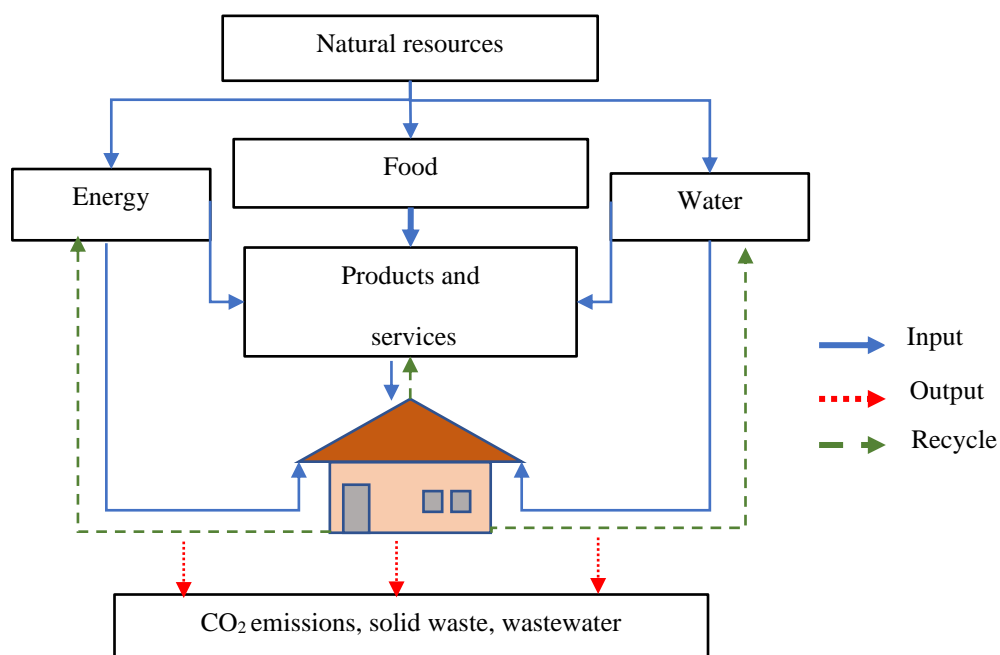 Natural resources
Food
Energy
Water
Products and
services
Input
Output
Recycle
CO₂ emissions, solid waste, wastewater